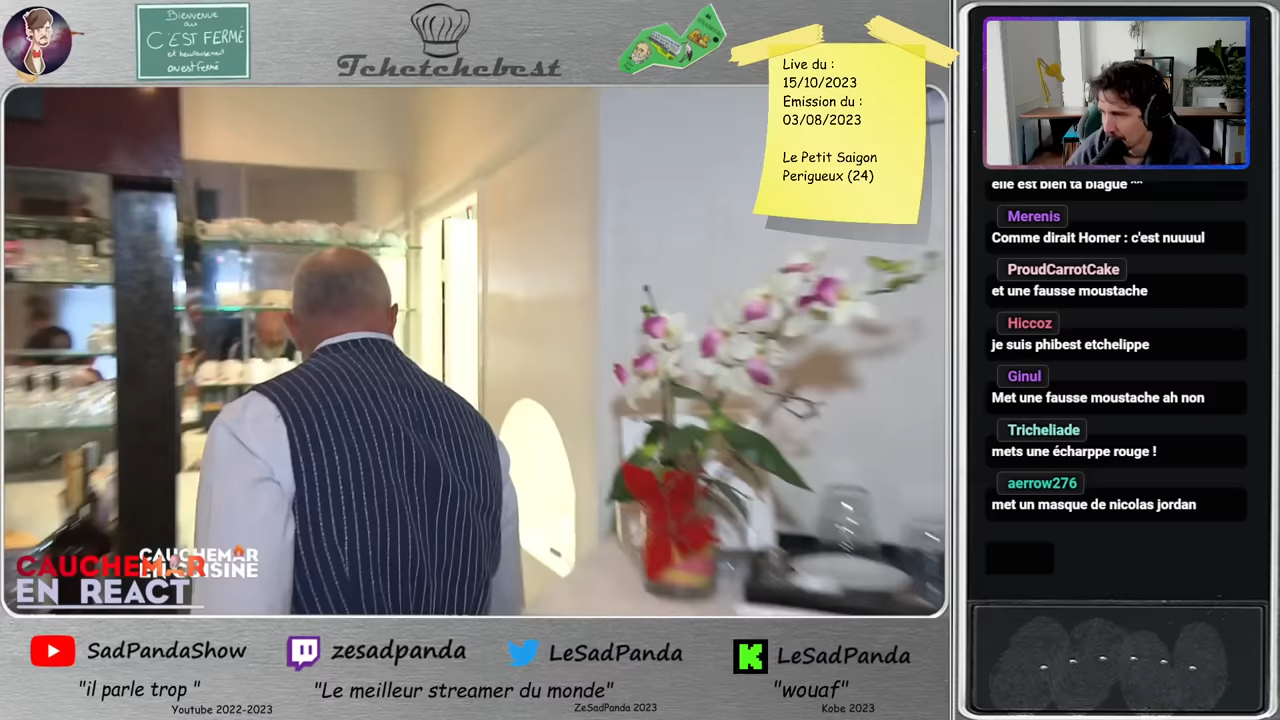 Bienvenue
au
C'EST FERMÉ
et heureusement
on est fermé
Tchetchebest
Live du :
15/10/2023
Emission du :
03/08/2023
Le Petit Saigon
Perigueux (24)
elle est bien ta blague ^^
Merenis
Comme dirait Homer : c'est nuuuul
ProudCarrotCake
et une fausse moustache
Hiccoz
je suis phibest etchelippe
Ginul
Met une fausse moustache ah non
Tricheliade
mets une écharppe rouge !
aerrow276
met un masque de nicolas jordan
CAUCHEMAR
EN CUISINE
CAUCHEMAR
EN REACT
SadPandaShow
zesadpanda
LeSadPanda
LeSadPanda
"il parle trop "
"Le meilleur streamer du monde"
"wouaf"
Youtube 2022-2023
ZeSadPanda 2023
Kobe 2023